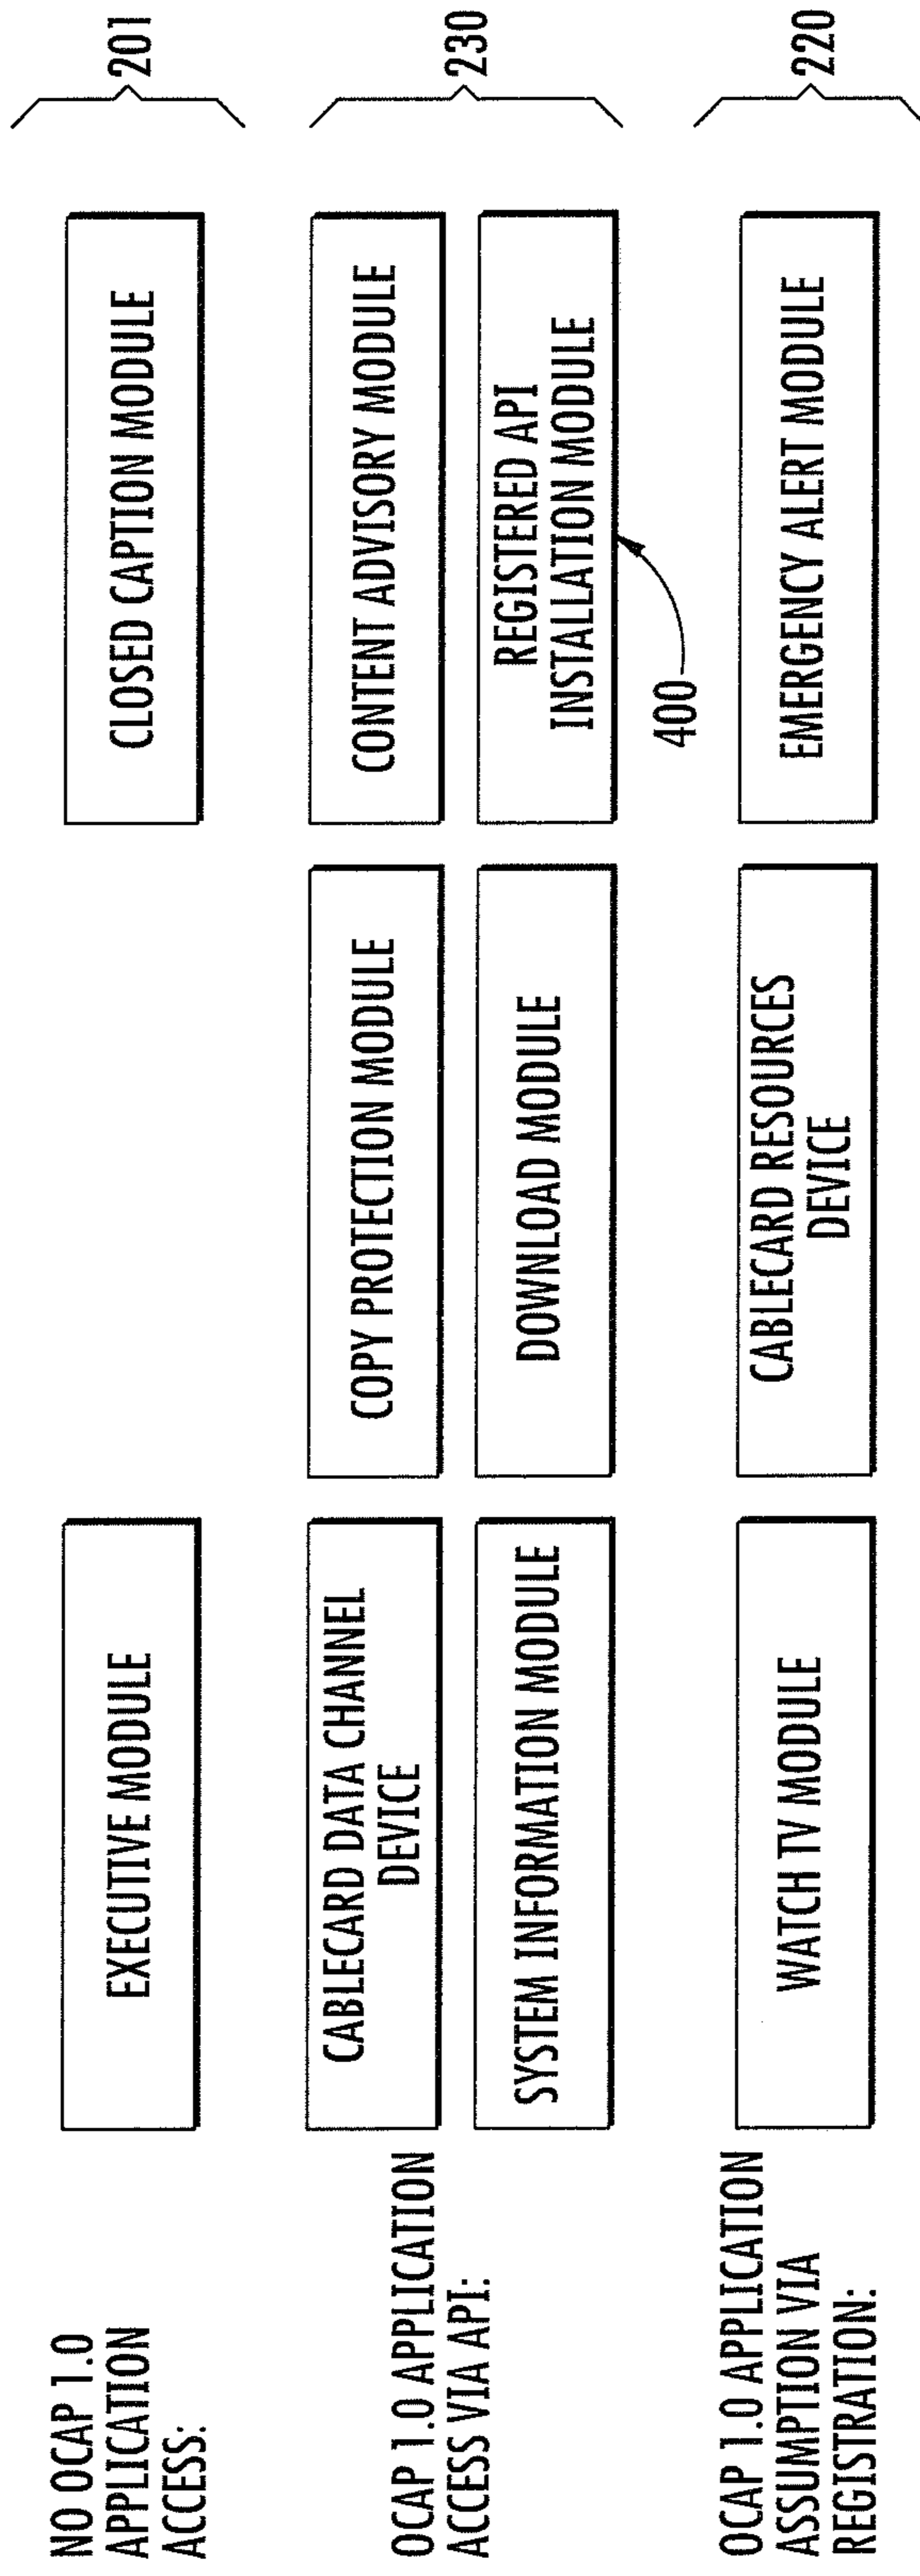 NO OCAP 1.0
APPLICATION
ACCESS:
EXECUTIVE MODULE
CLOSED CAPTION MODULE
201
OCAP 1.0 APPLICATION
ACCESS VIA API:
CABLECARD DATA CHANNEL
DEVICE
COPY PROTECTION MODULE
CONTENT ADVISORY MODULE
SYSTEM INFORMATION MODULE
DOWNLOAD MODULE
REGISTERED API
INSTALLATION MODULE
230
400
OCAP 1.0 APPLICATION
ASSUMPTION VIA
REGISTRATION:
WATCH TV MODULE
CABLECARD RESOURCES
DEVICE
EMERGENCY ALERT MODULE
220